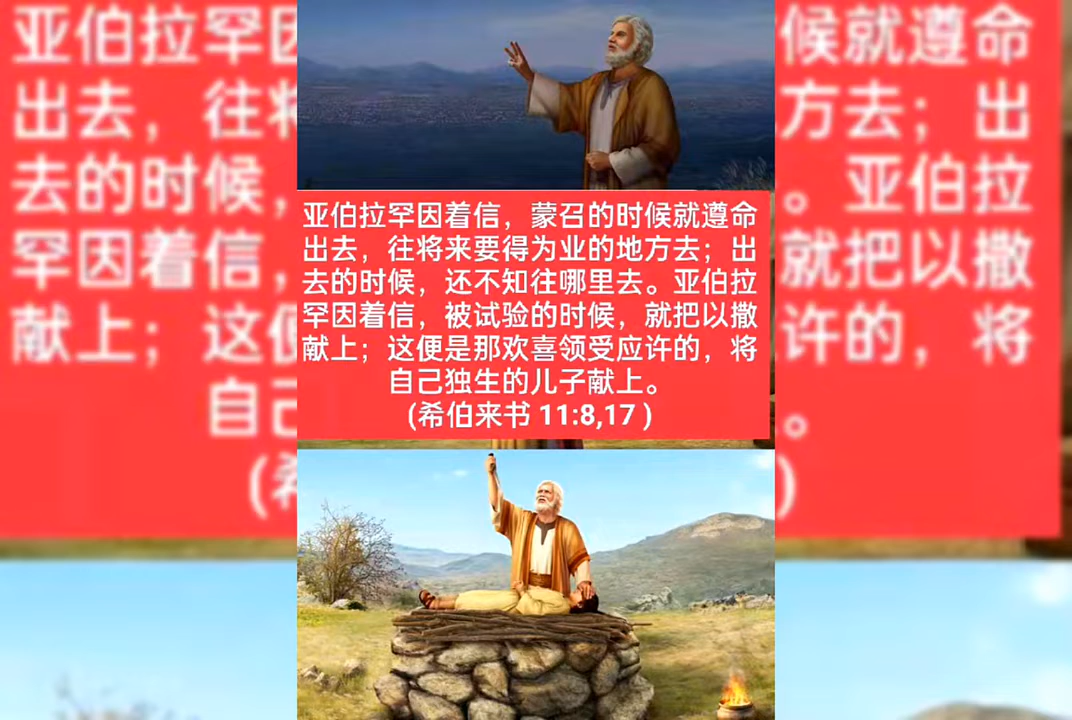 亚伯拉罕因着信，蒙召的时候就遵命
出去，往将来要得为业的地方去；出
去的时候，还不知往哪里去。亚伯拉
罕因着信，被试验的时候，就把以撒
献上；这便是那欢喜领受应许的，将
自己独生的儿子献上。
(希伯来书 11:8,17 )